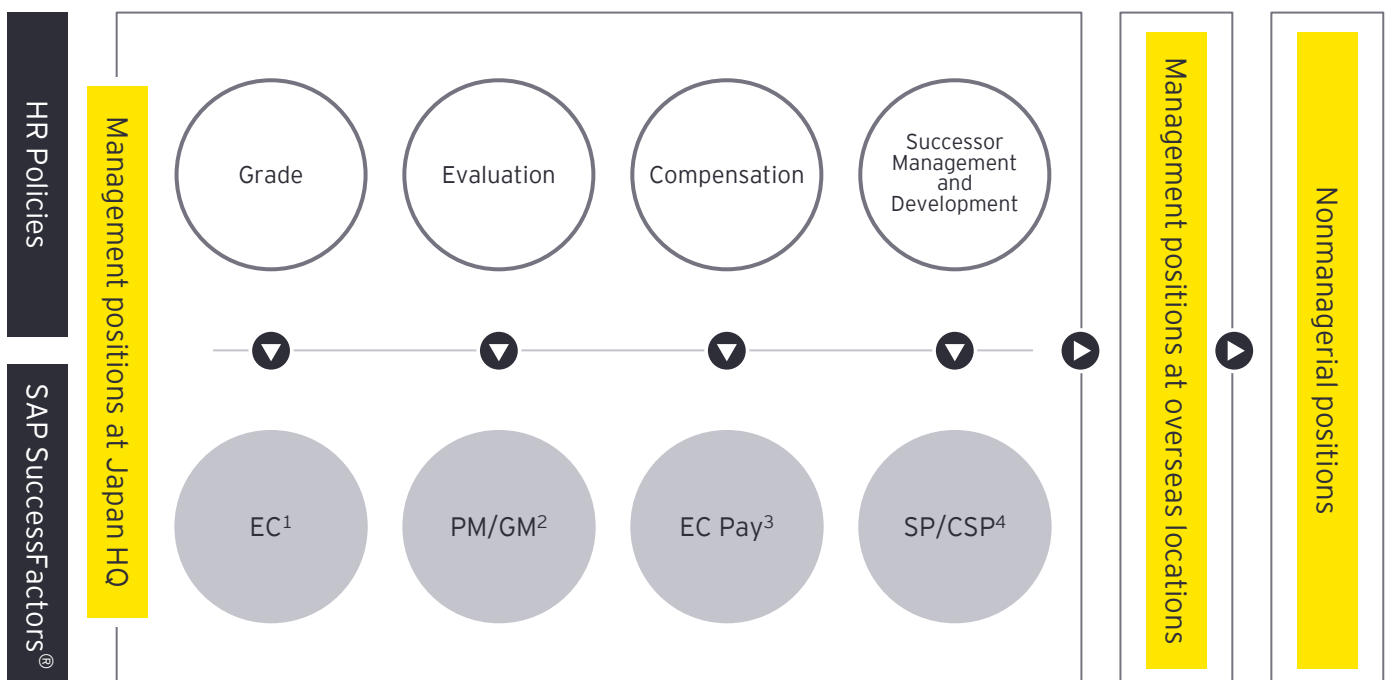 HR Policies
SAP SuccessFactors®
Management positions at Japan HQ
Grade
Evaluation
Compensation
Successor
Management
and
Development
EC¹
PM/GM²
EC Pay³
SP/CSP⁴
Management positions at overseas locations
Nonmanagerial positions